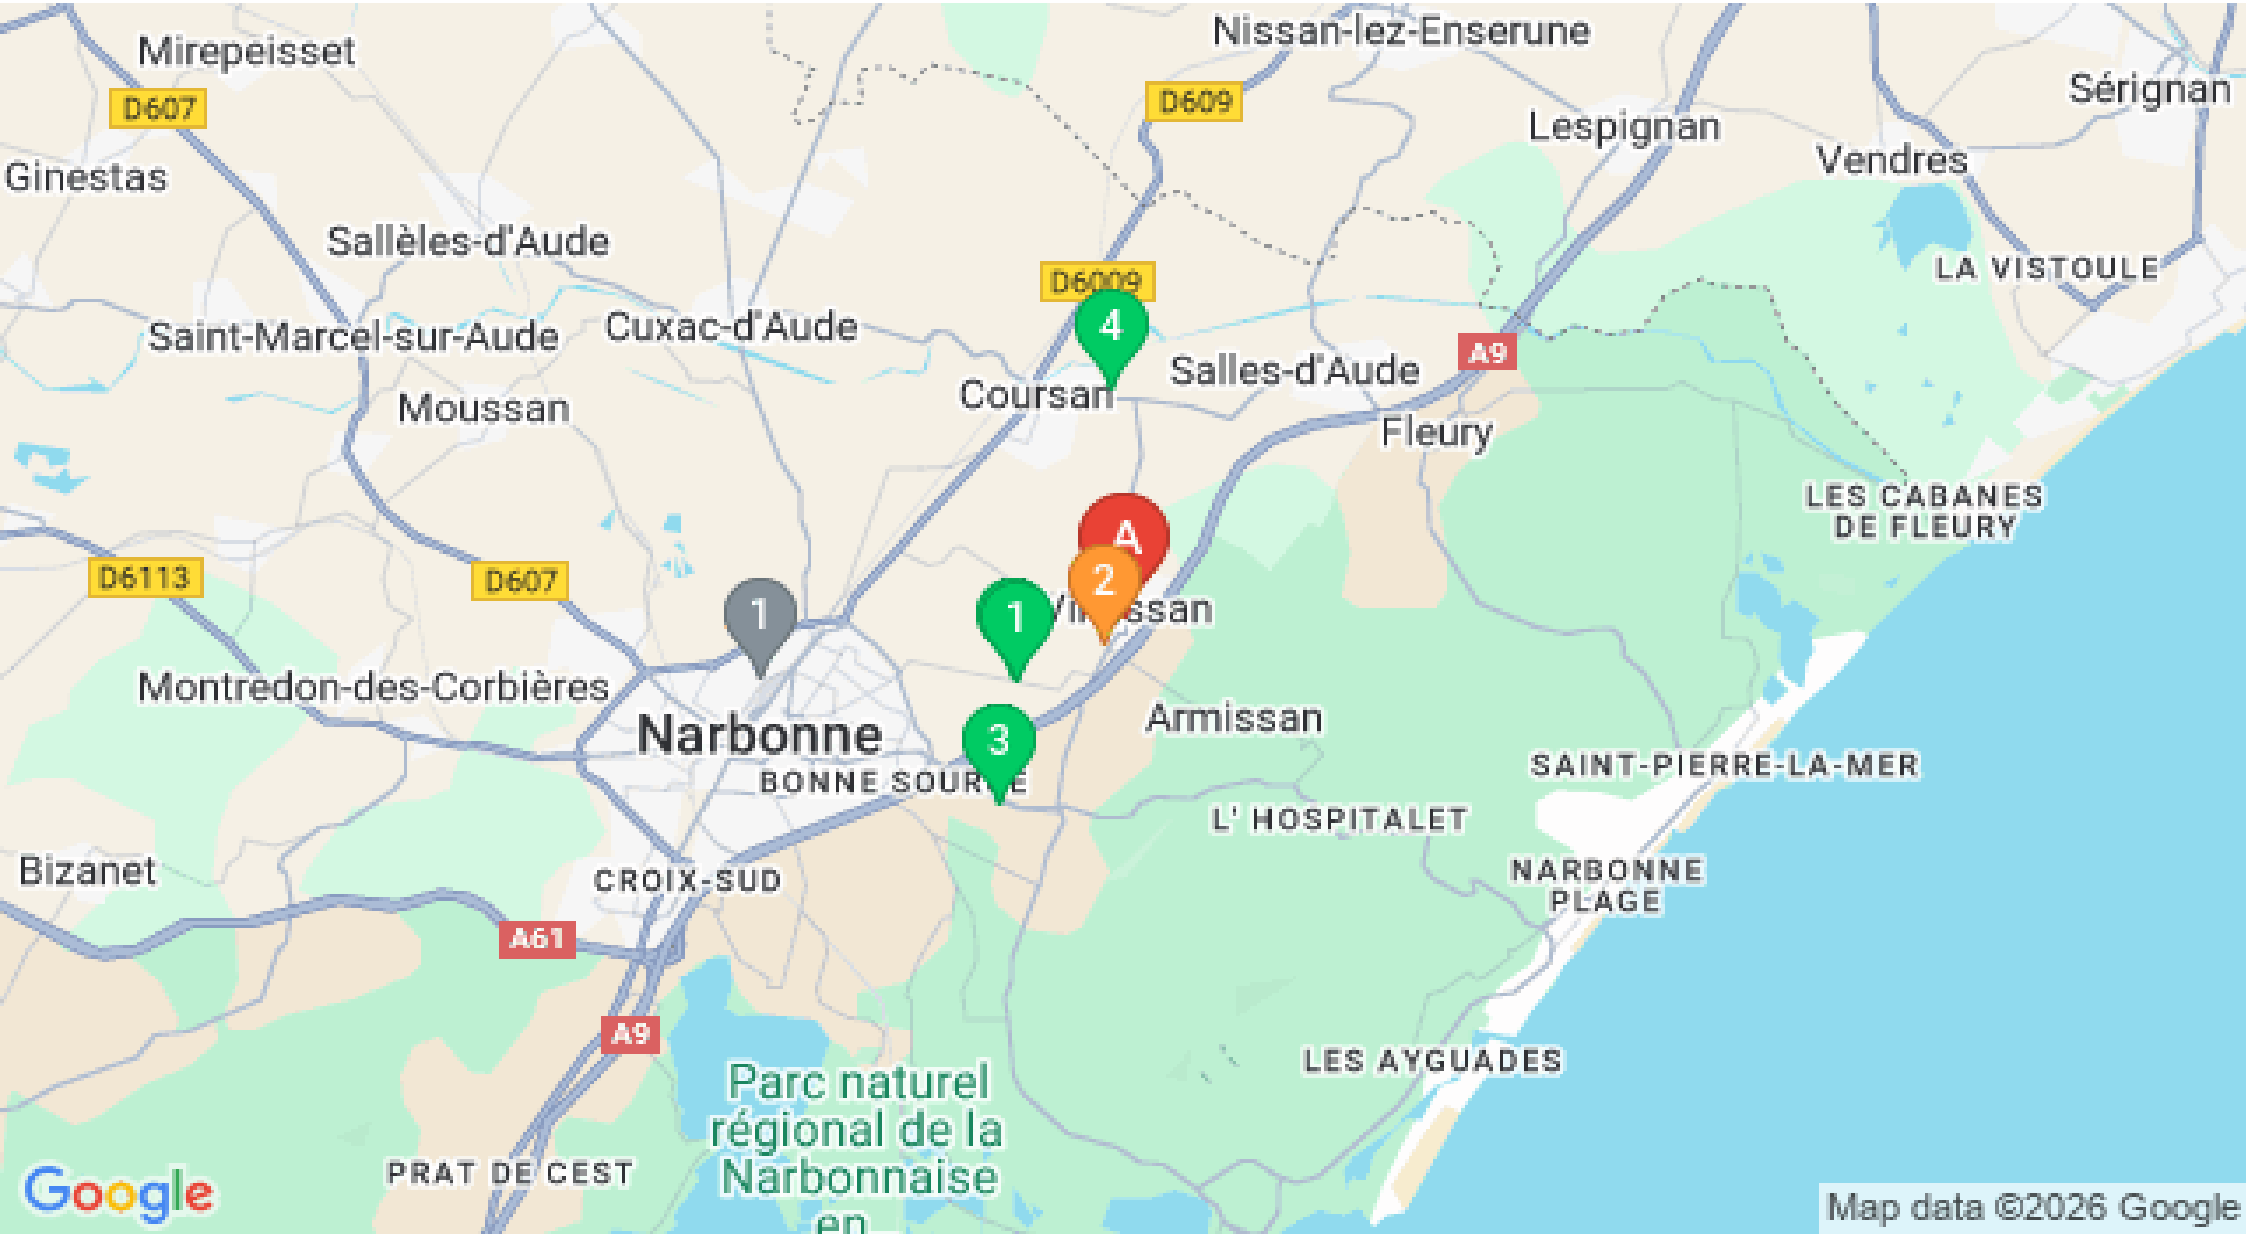 Nissan-lez-Enserune
Mirepeisset
Sérignan
D607
D609
Lespignan
Vendres
Ginestas
Sallèles-d'Aude
LA VISTOULE
D6009
4
Saint-Marcel-sur-Aude
Cuxac-d'Aude
A9
Salles-d'Aude
Coursan
Moussan
Fleury
LES CABANES
DE FLEURY
A
D6113
D607
2
1
1
Montredon-des-Corbières
Narbonne
Armissan
3
BONNE SOURCE
SAINT-PIERRE-LA-MER
L' HOSPITALET
Bizanet
CROIX-SUD
NARBONNE
PLAGE
A61
A9
LES AYGUADES
Parc naturel
régional de la
Narbonnaise
en
PRAT DE CEST
Google
Map data ©2026 Google